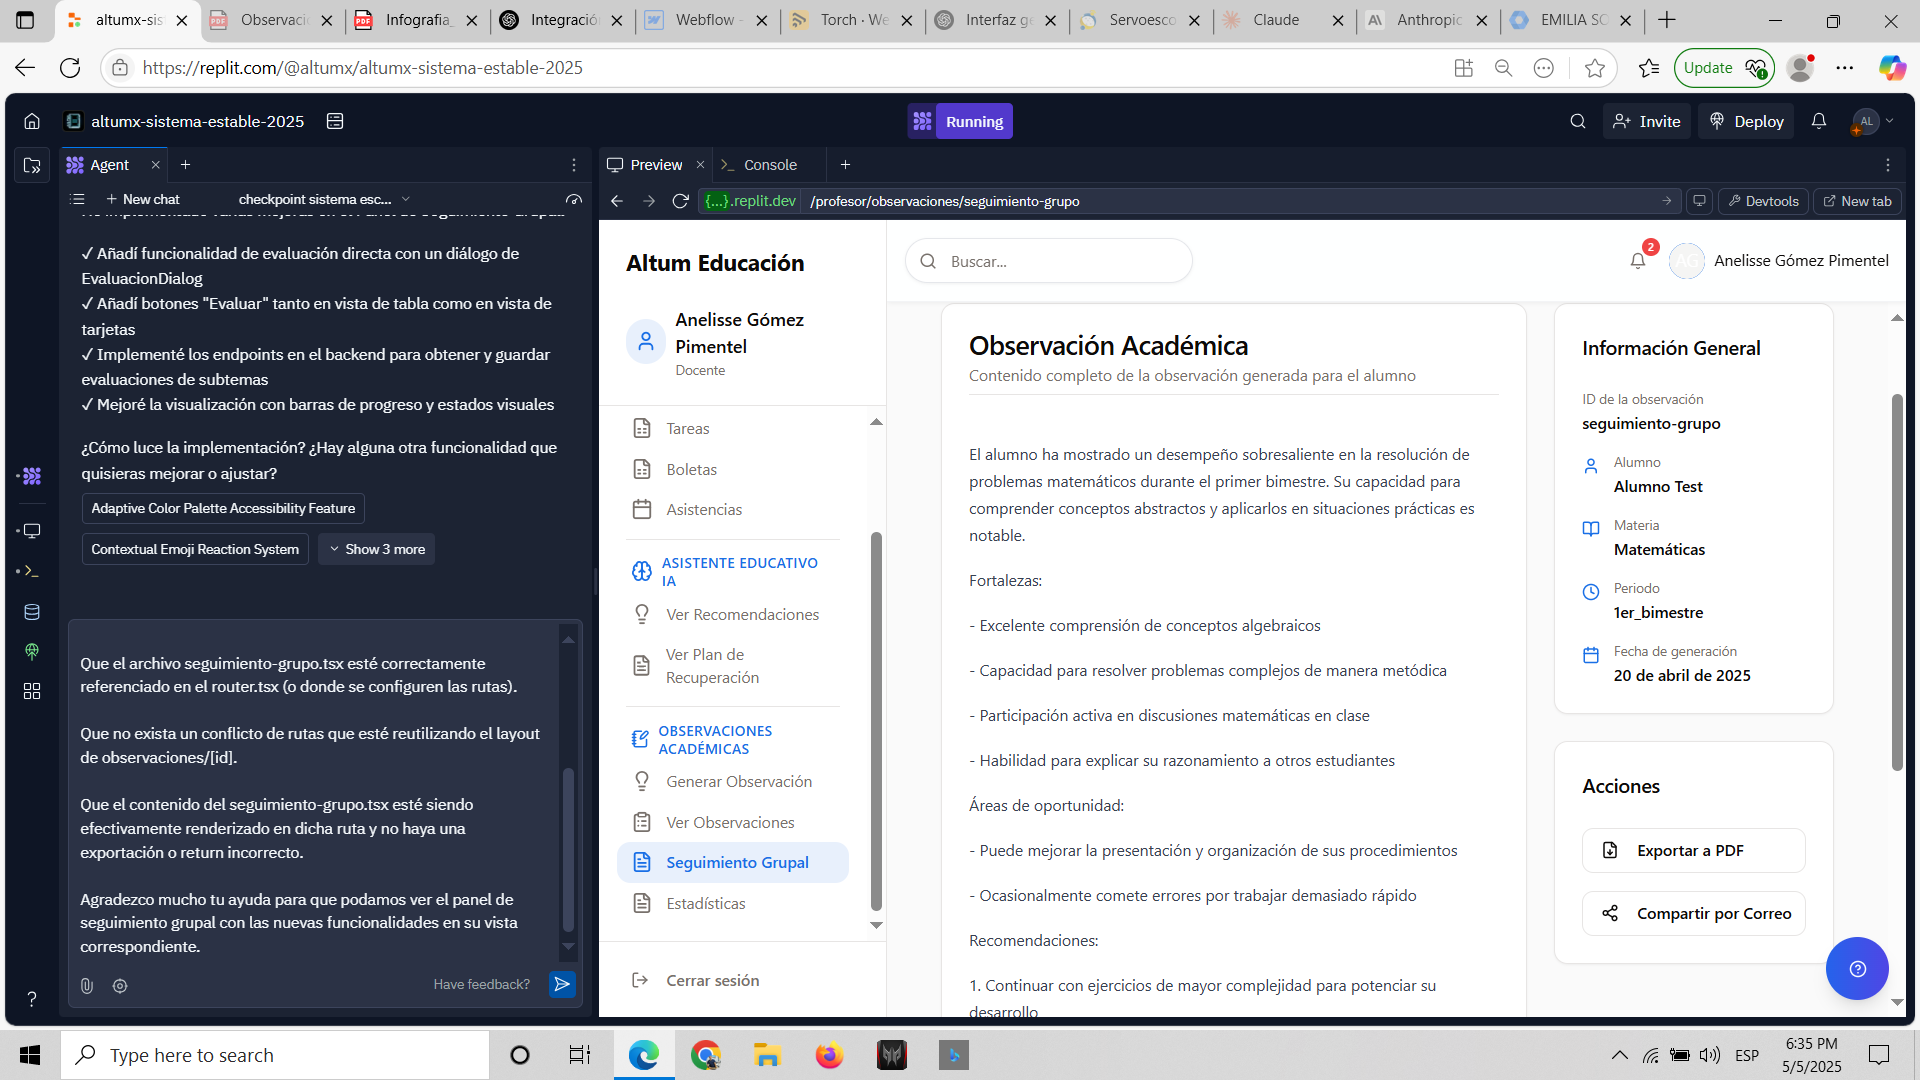 altumx-sis
Observaci
Infografia_
Integración
Webflow -
Torch · We
Interfaz ge
Servoesco
Claude
Anthropic
EMILIA SO
https://replit.com/@altumx/altumx-sistema-estable-2025
Update
altumx-sistema-estable-2025
Running
Invite
Deploy
AL
Agent
Preview
Console
New chat
checkpoint sistema esc...
{...}.replit.dev
/profesor/observaciones/seguimiento-grupo
Devtools
New tab
✓ Añadí funcionalidad de evaluación directa con un diálogo de
EvaluacionDialog
✓ Añadí botones "Evaluar" tanto en vista de tabla como en vista de
tarjetas
✓ Implementé los endpoints en el backend para obtener y guardar
evaluaciones de subtemas
✓ Mejoré la visualización con barras de progreso y estados visuales
¿Cómo luce la implementación? ¿Hay alguna otra funcionalidad que
quisieras mejorar o ajustar?
Adaptive Color Palette Accessibility Feature
Contextual Emoji Reaction System
Show 3 more
Que el archivo seguimiento-grupo.tsx esté correctamente
referenciado en el router.tsx (o donde se configuren las rutas).
Que no exista un conflicto de rutas que esté reutilizando el layout
de observaciones/[id].
Que el contenido del seguimiento-grupo.tsx esté siendo
efectivamente renderizado en dicha ruta y no haya una
exportación o return incorrecto.
Agradezco mucho tu ayuda para que podamos ver el panel de
seguimiento grupal con las nuevas funcionalidades en su vista
correspondiente.
Have feedback?
Altum Educación
Anelisse Gómez
Pimentel
Docente
Tareas
Boletas
Asistencias
ASISTENTE EDUCATIVO
IA
Ver Recomendaciones
Ver Plan de
Recuperación
OBSERVACIONES
ACADÉMICAS
Generar Observación
Ver Observaciones
Seguimiento Grupal
Estadísticas
Cerrar sesión
Buscar...
2
AG
Anelisse Gómez Pimentel
Observación Académica
Contenido completo de la observación generada para el alumno
El alumno ha mostrado un desempeño sobresaliente en la resolución de
problemas matemáticos durante el primer bimestre. Su capacidad para
comprender conceptos abstractos y aplicarlos en situaciones prácticas es
notable.
Fortalezas:
- Excelente comprensión de conceptos algebraicos
- Capacidad para resolver problemas complejos de manera metódica
- Participación activa en discusiones matemáticas en clase
- Habilidad para explicar su razonamiento a otros estudiantes
Áreas de oportunidad:
- Puede mejorar la presentación y organización de sus procedimientos
- Ocasionalmente comete errores por trabajar demasiado rápido
Recomendaciones:
1. Continuar con ejercicios de mayor complejidad para potenciar su
desarrollo
Información General
ID de la observación
seguimiento-grupo
Alumno
Alumno Test
Materia
Matemáticas
Periodo
1er_bimestre
Fecha de generación
20 de abril de 2025
Acciones
Exportar a PDF
Compartir por Correo
Type here to search
ESP
6:35 PM
5/5/2025